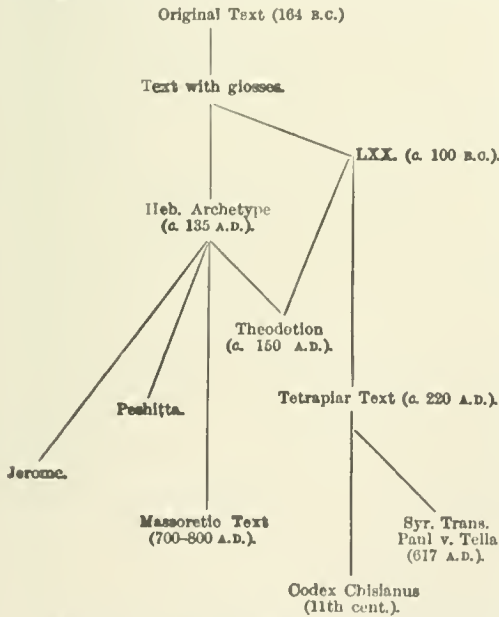 Original Text (164 B.C.)
Text with glosses.
LXX. (c. 100 B.C.).
Heb. Archetype
(c. 135 A.D.).
Theodotion
(c. 150 A.D.).
Peshitta.
Tetraplar Text (c. 220 A.D.).
Jerome.
Massoretic Text
(700–800 A.D.).
Syr. Trans.
Paul v. Tella
(617 A.D.).
Codex Chisianus
(11th cent.).